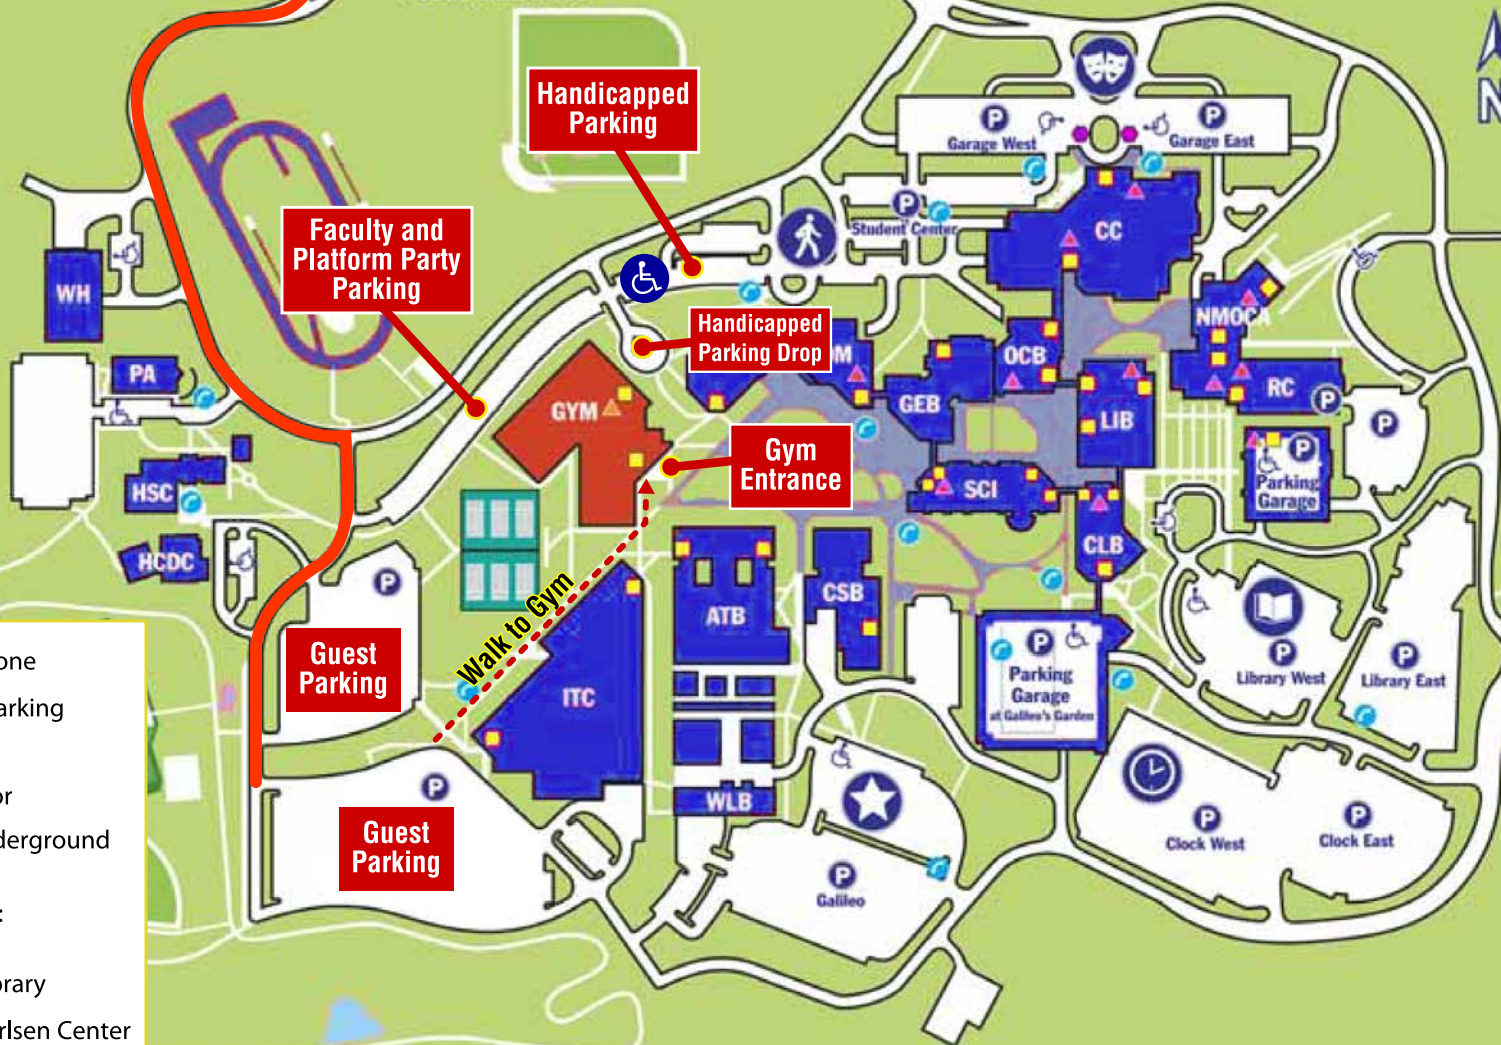 Handicapped
Parking
P
Garage West
P
Garage East
N
Faculty and
Platform Party
Parking
P
Student Center
CC
WH
NMOCA
Handicapped
Parking Drop
OM
OCB
PA
RC
P
GYM
GEB
LIB
P
Gym
Entrance
P
Parking
Garage
HSC
SCI
CLB
HCDC
P
Walk to Gym
ATB
CSB
Guest
Parking
P
Parking
Garage
at Galileo's Garden
P
Library West
P
Library East
ITC
one
arking
or
derground
:
brary
rlsen Center
P
Guest
Parking
WLB
P
Clock West
P
Clock East
P
Galileo